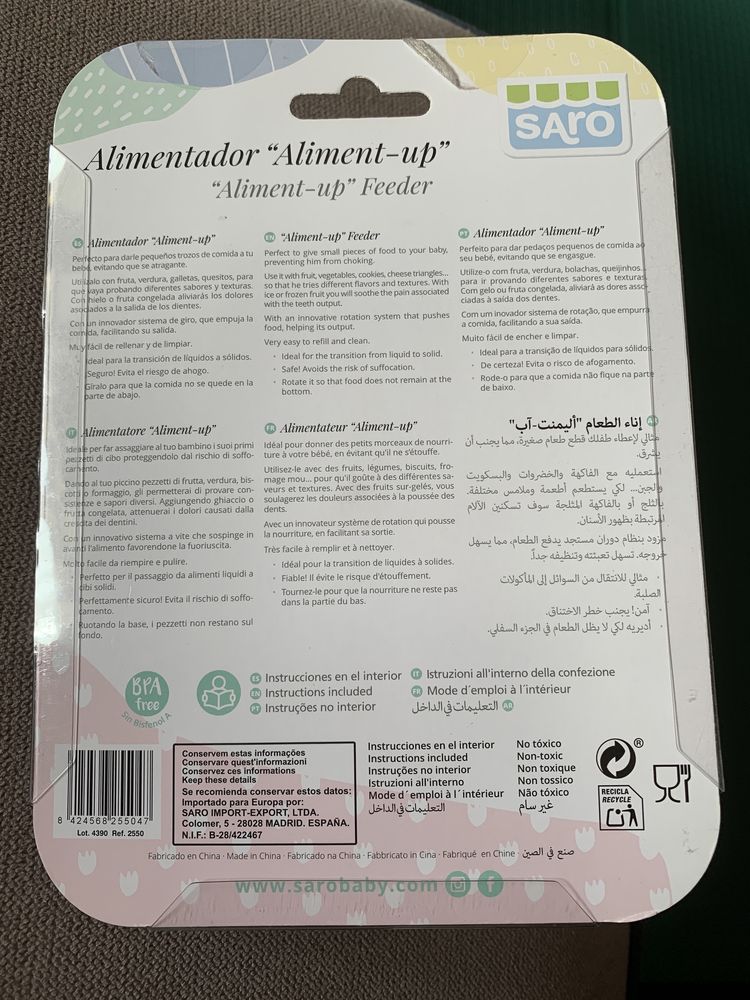 SARO
Alimentador “Aliment-up”
“Aliment-up” Feeder
ES Alimentador “Aliment-up”
Perfecto para darle pequeños trozos de comida a tu
bebé, evitando que se atragante.
Utilízalo con fruta, verdura, galletas, quesitos, para
que vaya probando diferentes sabores y texturas.
Con hielo o fruta congelada aliviarás los dolores
asociados a la salida de los dientes.
Con un innovador sistema de giro, que empuja la
comida, facilitando su salida.
Muy fácil de rellenar y de limpiar.
· Ideal para la transición de líquidos a sólidos.
· Seguro! Evita el riesgo de ahogo.
· Gíralo para que la comida no se quede en la
parte de abajo.
EN “Aliment-up” Feeder
Perfect to give small pieces of food to your baby,
preventing him from choking.
Use it with fruit, vegetables, cookies, cheese triangles...
so that he tries different flavors and textures. With
ice or frozen fruit you will soothe the pain associated
with the teeth output.
With an innovative rotation system that pushes
food, helping its output.
Very easy to refill and clean.
· Ideal for the transition from liquid to solid.
· Safe! Avoids the risk of suffocation.
· Rotate it so that food does not remain at the
bottom.
PT Alimentador “Aliment-up”
Perfeito para dar pedaços pequenos de comida ao
seu bebé, evitando que se engasgue.
Utilize-o com fruta, verdura, bolachas, queijinhos...
para ir provando diferentes sabores e texturas.
Com gelo ou fruta congelada, aliviará as dores asso-
ciadas à saída dos dentes.
Com um inovador sistema de rotação, que empurra
a comida, facilitando a sua saída.
Muito fácil de encher e limpar.
· Ideal para a transição de líquidos para sólidos.
· De certeza! Evita o risco de afogamento.
· Rode-o para que a comida não fique na parte
de baixo.
IT Alimentatore “Aliment-up”
Ideale per far assaggiare al tuo bambino i suoi primi
pezzetti di cibo proteggendolo dal rischio di soffo-
camento.
Dando al tuo piccino pezzetti di frutta, verdura, bis-
cotti o formaggio, gli permetterai di provare con-
sistenze e sapori diversi. Aggiungendo ghiaccio o
frutta congelata, attenuerai i dolori causati dalla
crescita dei dentini.
Con un innovativo sistema a vite che sospinge in
avanti l'alimento favorendone la fuoriuscita.
Molto facile da riempire e pulire.
· Perfetto per il passaggio da alimenti liquidi a
cibi solidi.
· Perfettamente sicuro! Evita il rischio di soffo-
camento.
· Ruotando la base, i pezzetti non restano sul
fondo.
FR Alimentateur “Aliment-up”
Idéal pour donner des petits morceaux de nourri-
ture à votre bébé, en évitant qu'il ne s'étouffe.
Utilisez-le avec des fruits, légumes, biscuits, fro-
mage mou... pour qu'il goûte à des différentes sa-
veurs et textures. Avec des fruits sur-gelés, vous
soulagerez les douleurs associées à la poussée des
dents.
Avec un innovateur système de rotation qui pousse
la nourriture, en facilitant sa sortie.
Très facile à remplir et à nettoyer.
· Idéal pour la transition de liquides à solides.
· Fiable! Il évite le risque d'étouffement.
· Tournez-le pour que la nourriture ne reste pas
dans la partie du bas.
AR إناء الطعام "أليمنت-آب"
مثالي لإعطاء طفلك قطع طعام صغيرة، مما يجنب أن
يشرق.
استعمليه مع الفاكهة والخضروات والبسكويت
والجبن... لكي يستطعم أطعمة وملامس مختلفة.
بالثلج أو بالفاكهة المثلجة سوف تسكنين الآلام
المرتبطة بظهور الأسنان.
مزود بنظام دوران مستجد يدفع الطعام، مما يسهل
خروجه. تسهل تعبئته وتنظيفه جداً.
· مثالي للانتقال من السوائل إلى المأكولات
الصلبة.
· آمن! يجنب خطر الاختناق.
· أديريه لكي لا يظل الطعام في الجزء السفلي.
BPA
free
Sin Bisfenol A
ES Instrucciones en el interior
EN Instructions included
PT Instruções no interior
IT Istruzioni all'interno della confezione
FR Mode d´emploi à l´intérieur
AR التعليمات في الداخل
8 424568 255047
Lot. 4390 Ref. 2550
Conservem estas informações
Conservare quest'informazioni
Conservez ces informations
Keep these details
Se recomienda conservar estos datos:
Importado para Europa por:
SARO IMPORT-EXPORT, LTDA.
Colomer, 5 - 28028 MADRID. ESPAÑA.
N.I.F.: B-28/422467
Instrucciones en el interior
Instructions included
Instruções no interior
Istruzioni all'interno
Mode d´ emploi à l´intérieur
التعليمات في الداخل
No tóxico
Non-toxic
Non toxique
Non tossico
Não tóxico
غير سام
®
RECICLA
RECYCLE
Fabricado en China · Made in China · Fabricado na China · Fabbricato in Cina · Fabriqué en Chine صنع في الصين
www.sarobaby.com